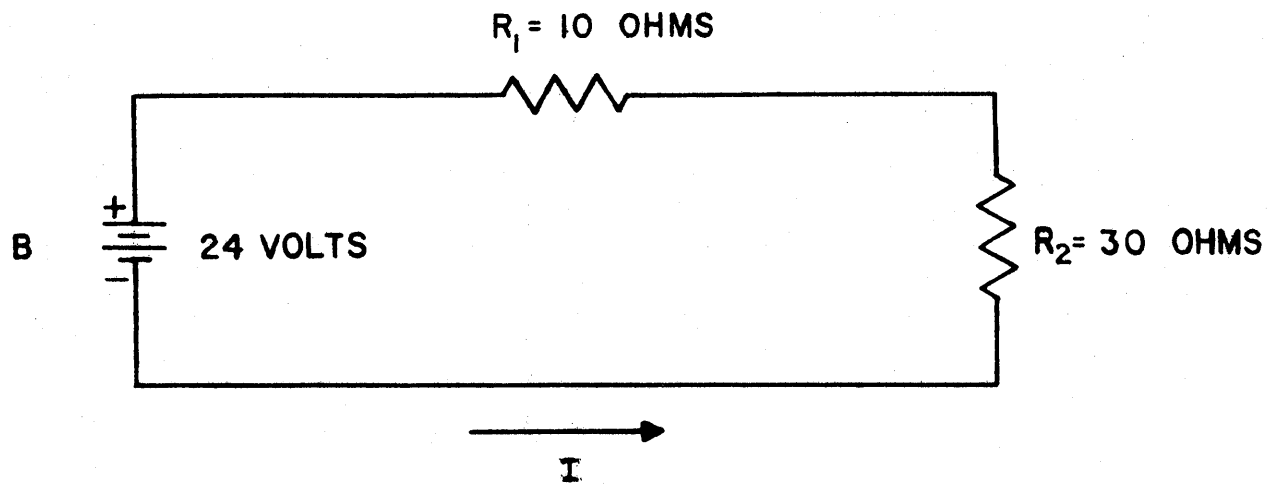 R₁ = 10 OHMS
+
B
24 VOLTS
R₂ = 30 OHMS
−
I